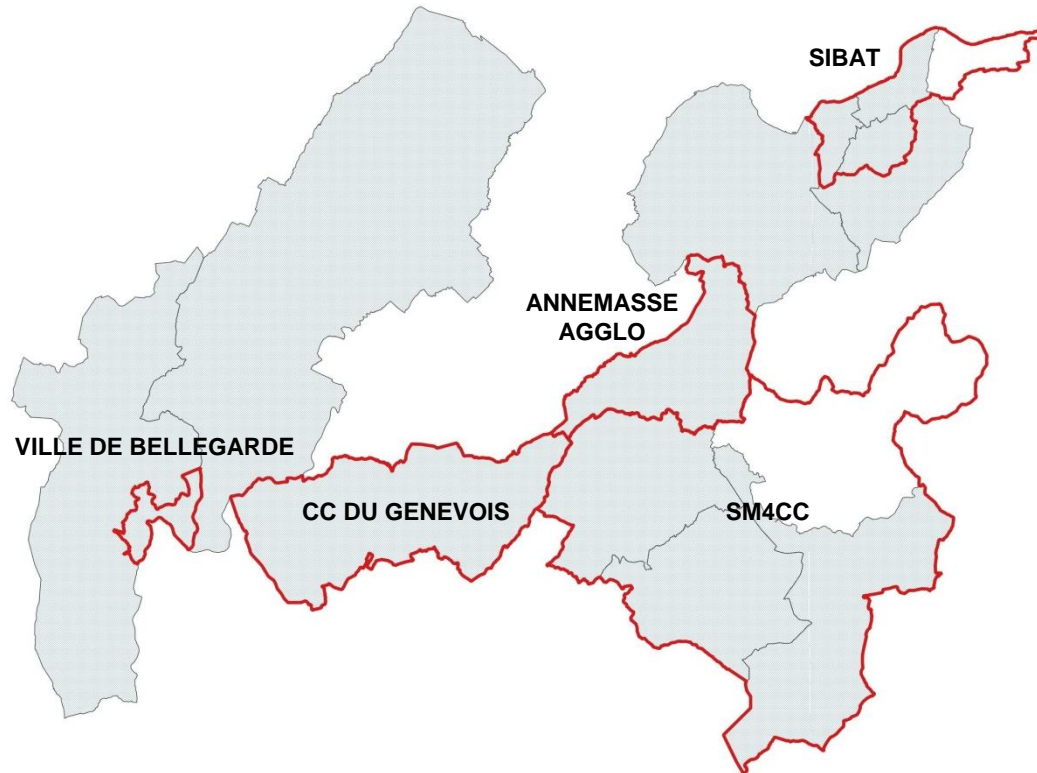 SIBAT
ANNEMASSE
AGGLO
VILLE DE BELLEGARDE
CC DU GENEVOIS
SM4CC